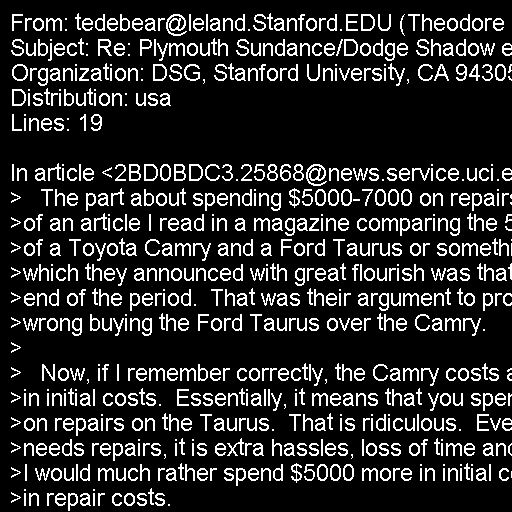 From: tedebear@leland.Stanford.EDU (Theodore
Subject: Re: Plymouth Sundance/Dodge Shadow e
Organization: DSG, Stanford University, CA 94305
Distribution: usa
Lines: 19

In article <2BD0BDC3.25868@news.service.uci.e
>   The part about spending $5000-7000 on repairs
>of an article I read in a magazine comparing the 5
>of a Toyota Camry and a Ford Taurus or somethi
>which they announced with great flourish was that
>end of the period.  That was their argument to pro
>wrong buying the Ford Taurus over the Camry.
>
>   Now, if I remember correctly, the Camry costs a
>in initial costs.  Essentially, it means that you spen
>on repairs on the Taurus.  That is ridiculous.  Eve
>needs repairs, it is extra hassles, loss of time and
>I would much rather spend $5000 more in initial co
>in repair costs.